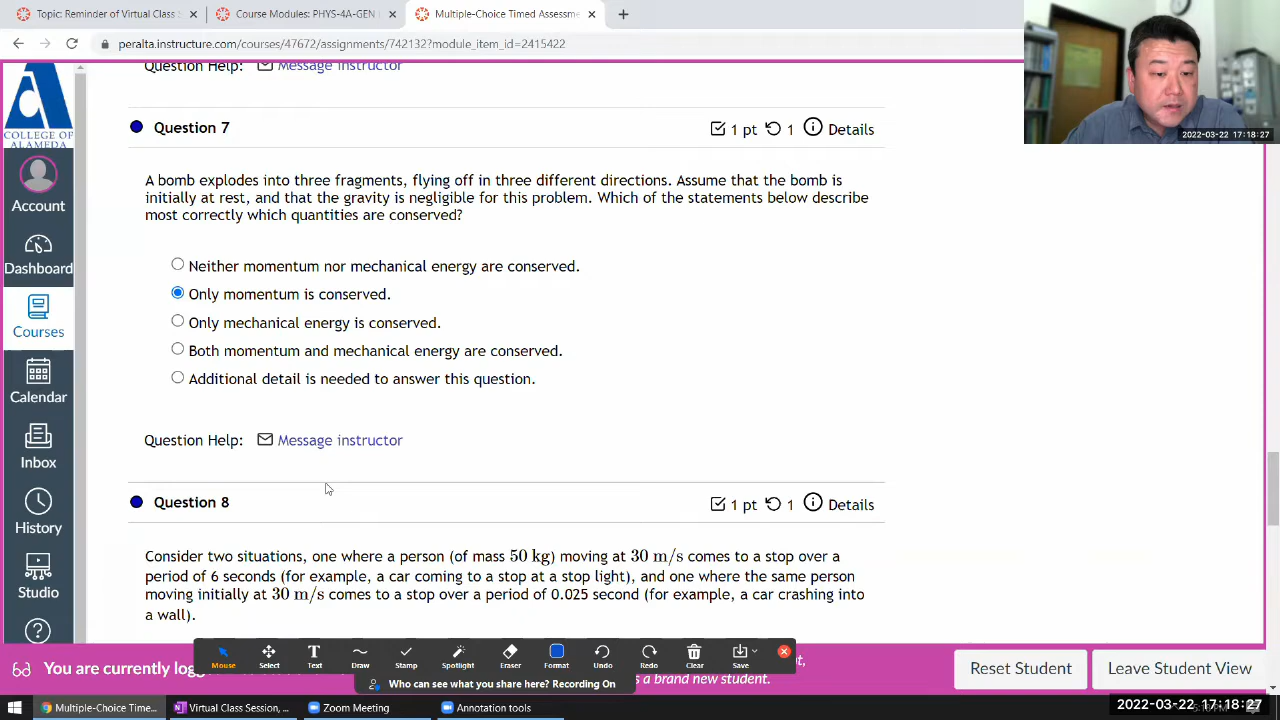 Topic: Reminder of Virtual Class S
Course Modules: PHYS-4A-GEN L
Multiple-Choice Timed Assessme
peralta.instructure.com/courses/47672/assignments/742132?module_item_id=2415422
2022-03-22 17:18:27
COLLEGE OF
ALAMEDA
Account
Dashboard
Courses
Calendar
Inbox
History
Studio
Question Help: Message instructor
Question 7 1 pt 1 Details
A bomb explodes into three fragments, flying off in three different directions. Assume that the bomb is
initially at rest, and that the gravity is negligible for this problem. Which of the statements below describe
most correctly which quantities are conserved?
Neither momentum nor mechanical energy are conserved.
Only momentum is conserved.
Only mechanical energy is conserved.
Both momentum and mechanical energy are conserved.
Additional detail is needed to answer this question.
Question Help: Message instructor
Question 8 1 pt 1 Details
Consider two situations, one where a person (of mass 50 kg) moving at 30 m/s comes to a stop over a
period of 6 seconds (for example, a car coming to a stop at a stop light), and one where the same person
moving initially at 30 m/s comes to a stop over a period of 0.025 second (for example, a car crashing into
a wall).
Mouse Select Text Draw Stamp Spotlight Eraser Format Undo Redo Clear Save
You are currently log
s a brand new student.
Who can see what you share here? Recording On
Reset Student
Leave Student View
Multiple-Choice Time...
Virtual Class Session, ...
Zoom Meeting
Annotation tools
2022-03-22 17:18:27